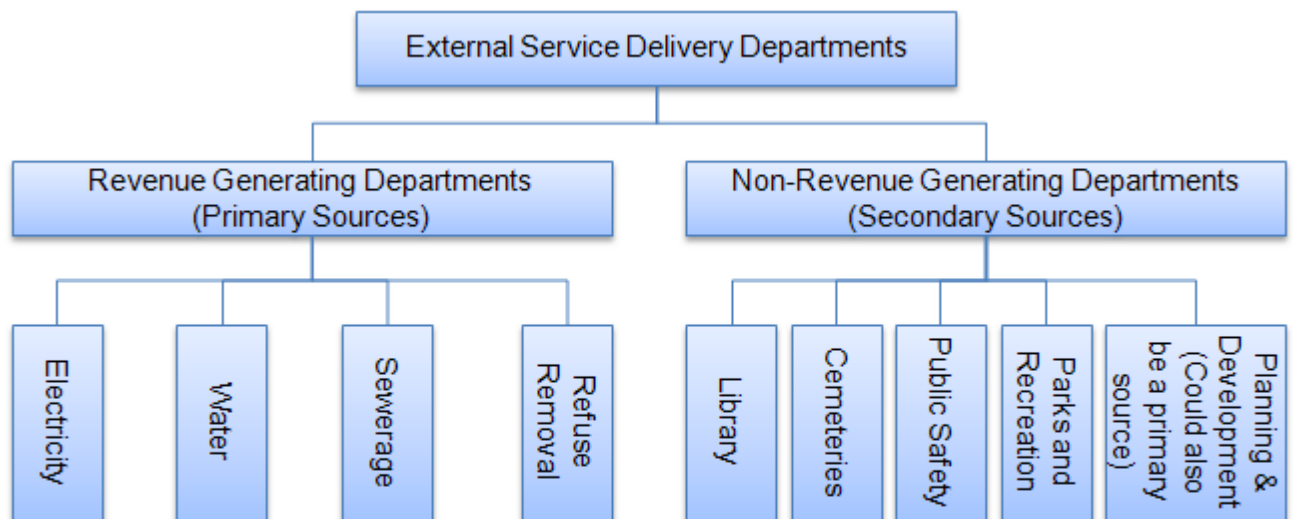 External Service Delivery Departments
Revenue Generating Departments
(Primary Sources)
Non-Revenue Generating Departments
(Secondary Sources)
Electricity
Water
Sewerage
Refuse
Removal
Library
Cemeteries
Public Safety
Parks and
Recreation
Planning &
Development
(Could also
be a primary
source)